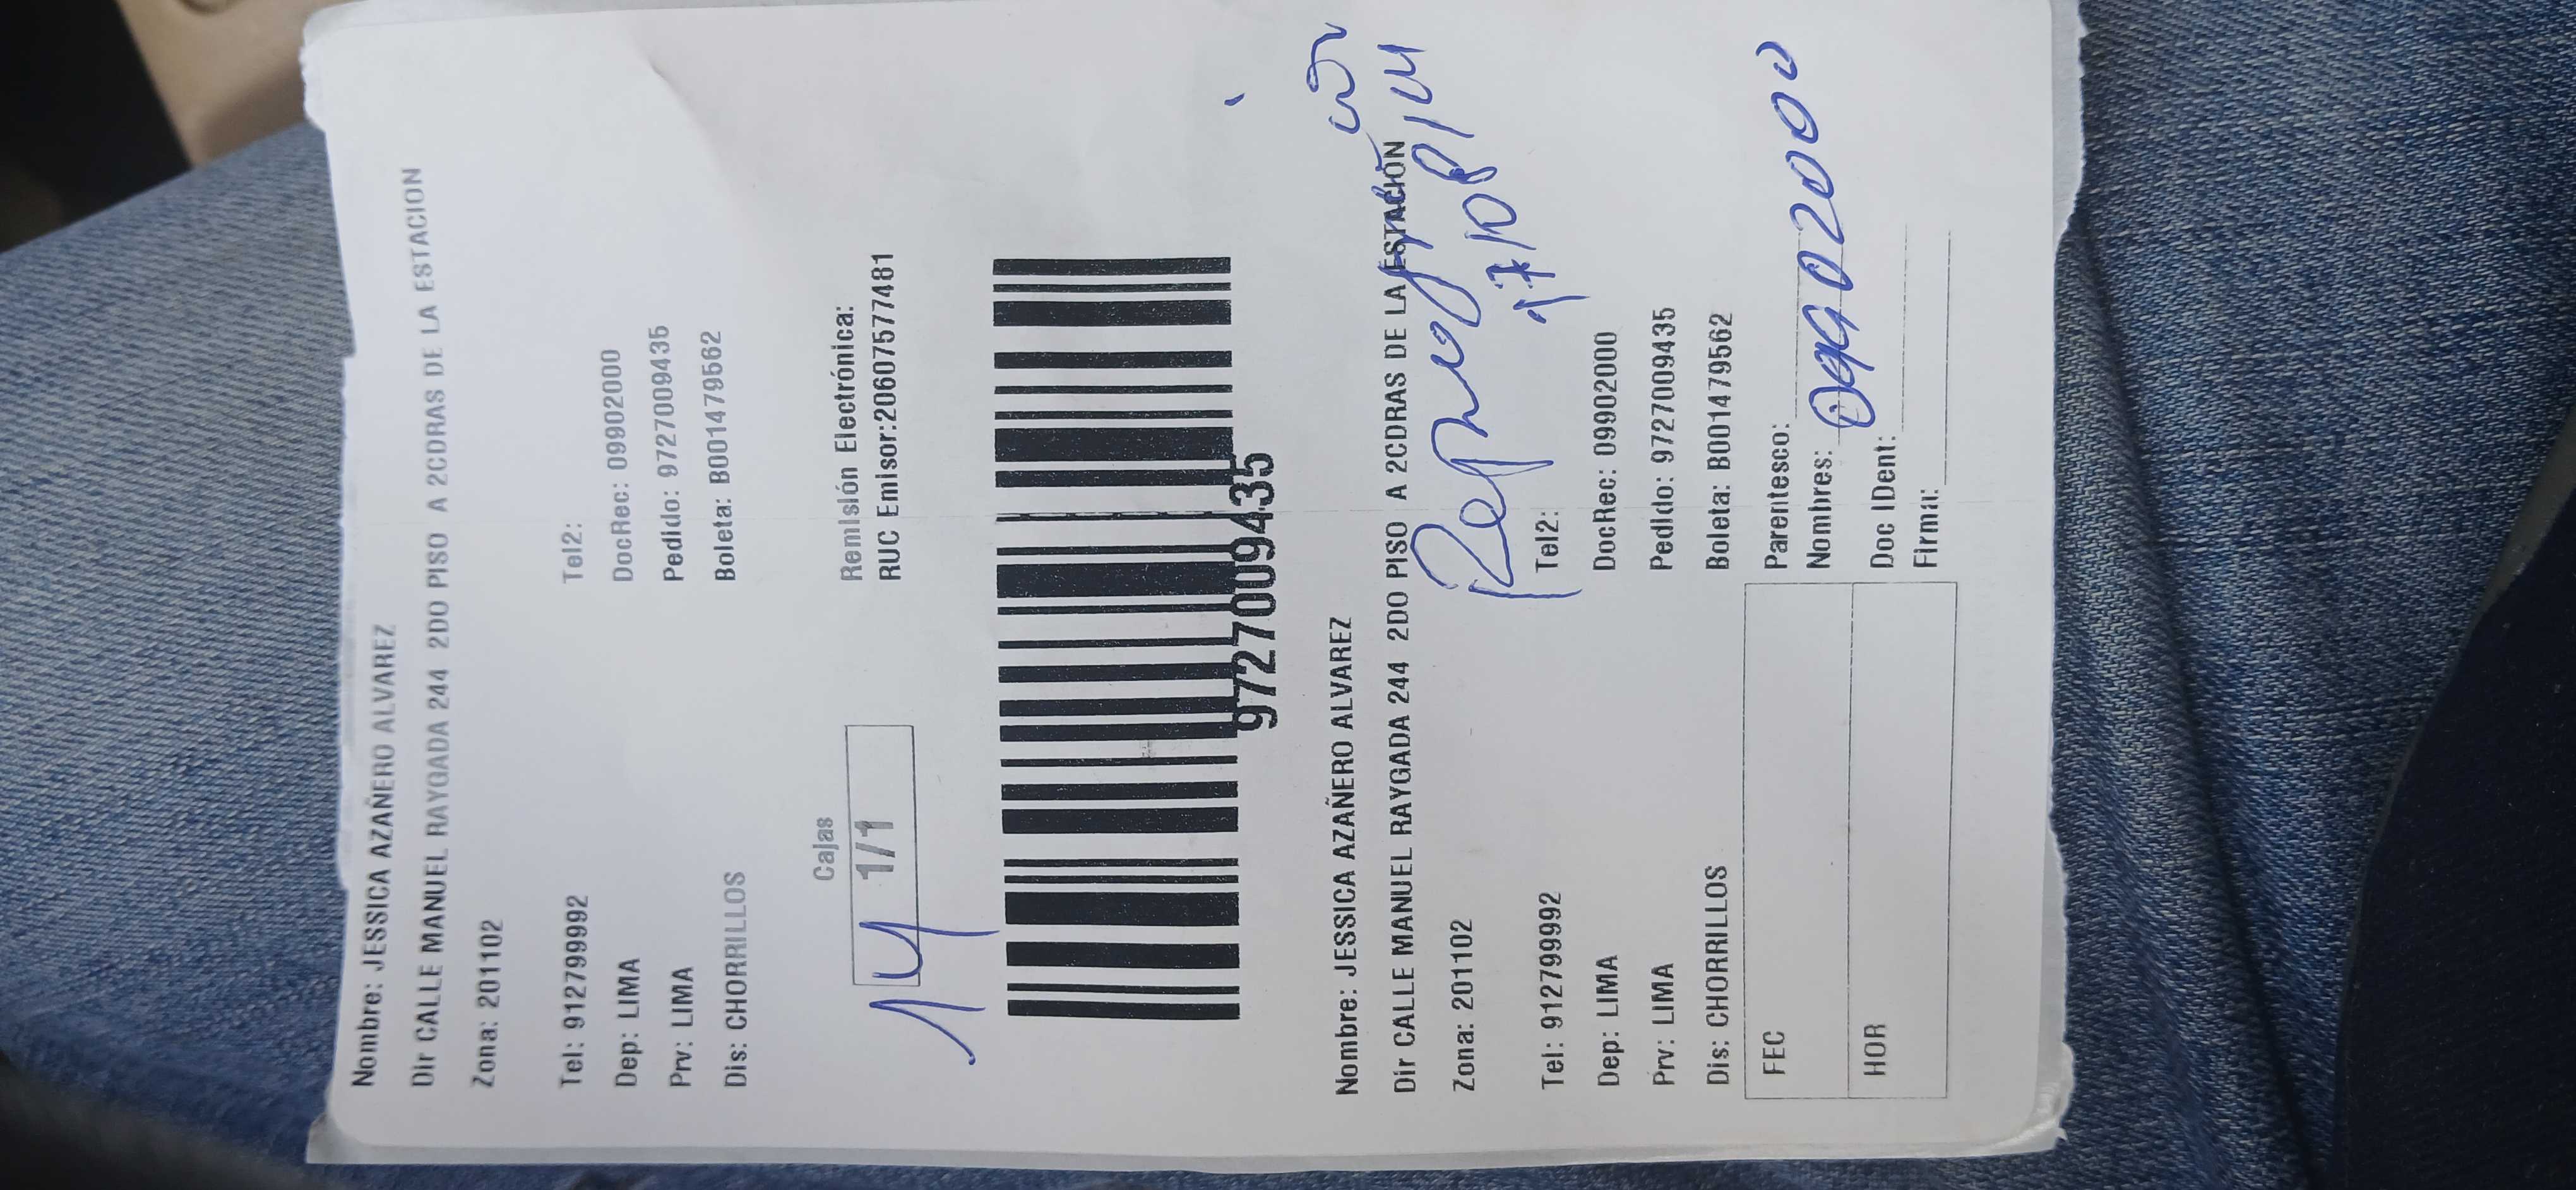 Nombre: JESSICA AZAÑERO ALVAREZ
Dir CALLE MANUEL RAYGADA 244 2DO PISO A 2CDRAS DE LA ESTACION
Zona: 201102
Tel: 912799992 Tel2:
Dep: LIMA DocRec: 09902000
Prv: LIMA Pedido: 9727009435
Dis: CHORRILLOS Boleta: B001479562
Cajas Remisión Electrónica:
1/1 RUC Emisor:20607577481
14
9727009435
Nombre: JESSICA AZAÑERO ALVAREZ
Dir CALLE MANUEL RAYGADA 244 2DO PISO A 2CDRAS DE LA ESTACIÓN
Zona: 201102
17/08/14
Tel: 912799992 Tel2:
Dep: LIMA DocRec: 09902000
Prv: LIMA Pedido: 9727009435
Dis: CHORRILLOS Boleta: B001479562
FEC Parentesco:
Nombres: 09902000
HOR Doc IDent:
Firma: